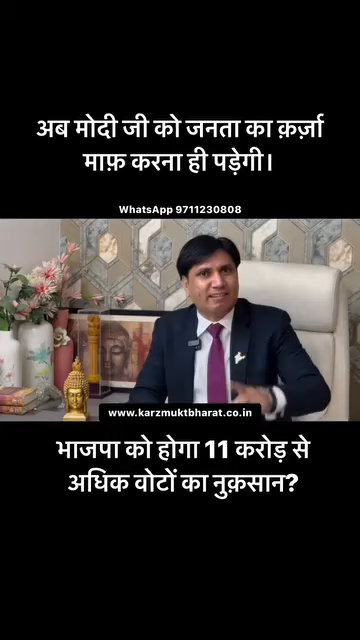 अब मोदी जी को जनता का क़र्ज़ा
माफ़ करना ही पड़ेगी।
WhatsApp 9711230808
www.karzmuktbharat.co.in
भाजपा को होगा 11 करोड़ से
अधिक वोटों का नुक़सान?